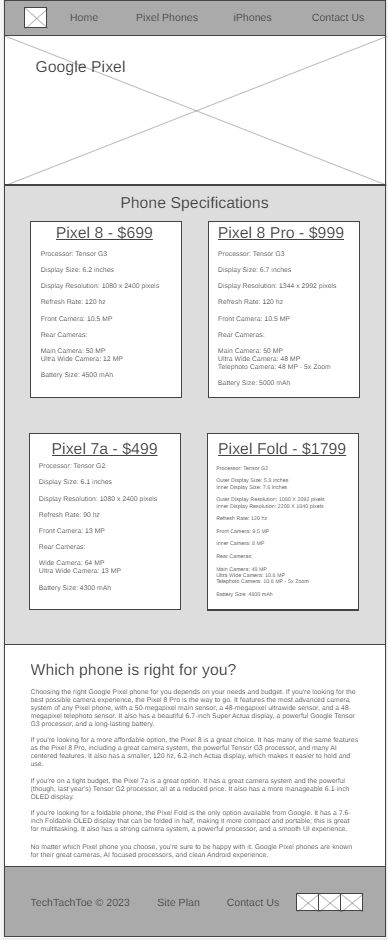 Home Pixel Phones iPhones Contact Us
Google Pixel
Phone Specifications
Pixel 8 - $699
Processor: Tensor G3
Display Size: 6.2 inches
Display Resolution: 1080 x 2400 pixels
Refresh Rate: 120 hz
Front Camera: 10.5 MP
Rear Cameras:
Main Camera: 50 MP
Ultra Wide Camera: 12 MP
Battery Size: 4500 mAh
Pixel 8 Pro - $999
Processor: Tensor G3
Display Size: 6.7 inches
Display Resolution: 1344 x 2992 pixels
Refresh Rate: 120 hz
Front Camera: 10.5 MP
Rear Cameras:
Main Camera: 50 MP
Ultra Wide Camera: 48 MP
Telephoto Camera: 48 MP - 5x Zoom
Battery Size: 5000 mAh
Pixel 7a - $499
Processor: Tensor G2
Display Size: 6.1 inches
Display Resolution: 1080 x 2400 pixels
Refresh Rate: 90 hz
Front Camera: 13 MP
Rear Cameras:
Wide Camera: 64 MP
Ultra Wide Camera: 13 MP
Battery Size: 4300 mAh
Pixel Fold - $1799
Processor: Tensor G2
Outer Display Size: 5.8 inches
Inner Display Size: 7.6 inches
Outer Display Resolution: 1080 X 2092 pixels
Inner Display Resolution: 2208 X 1840 pixels
Refresh Rate: 120 hz
Front Camera: 9.5 MP
Inner Camera: 8 MP
Rear Cameras:
Main Camera: 48 MP
Ultra Wide Camera: 10.8 MP
Telephoto Camera: 10.8 MP - 5x Zoom
Battery Size: 4800 mAh
Which phone is right for you?
Choosing the right Google Pixel phone for you depends on your needs and budget. If you're looking for the
best possible camera experience, the Pixel 8 Pro is the way to go. It features the most advanced camera
system of any Pixel phone, with a 50-megapixel main sensor, a 48-megapixel ultrawide sensor, and a 48-
megapixel telephoto sensor. It also has a beautiful 6.7-inch Super Actua display, a powerful Google Tensor
G3 processor, and a long-lasting battery.
If you're looking for a more affordable option, the Pixel 8 is a great choice. It has many of the same features
as the Pixel 8 Pro, including a great camera system, the powerful Tensor G3 processor, and many AI
centered features. It also has a smaller, 120 hz, 6.2-inch Actua display, which makes it easier to hold and
use.
If you're on a tight budget, the Pixel 7a is a great option. It has a great camera system and the powerful
(though, last year's) Tensor G2 processor, all at a reduced price. It also has a more manageable 6.1-inch
OLED display.
If you're looking for a foldable phone, the Pixel Fold is the only option available from Google. It has a 7.6-
inch Foldable OLED display that can be folded in half, making it more compact and portable; this is great
for multitasking. It also has a strong camera system, a powerful processor, and a smooth UI experience.
No matter which Pixel phone you choose, you're sure to be happy with it. Google Pixel phones are known
for their great cameras, AI focused processors, and clean Android experience.
TechTachToe © 2023 Site Plan Contact Us